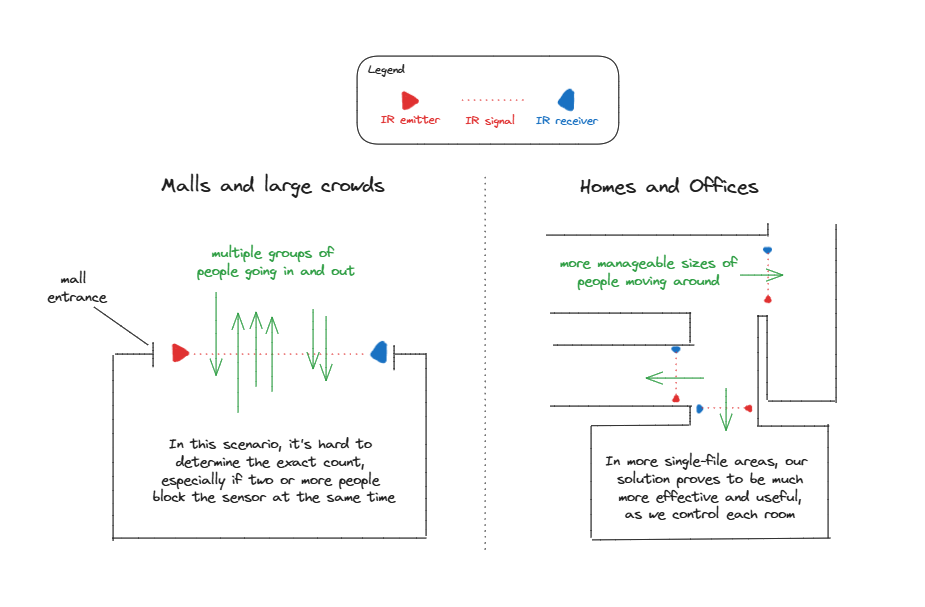 Legend
IR emitter
IR signal
IR receiver
Malls and large crowds
multiple groups of
people going in and out
mall
entrance
In this scenario, it's hard to
determine the exact count,
especially if two or more people
block the sensor at the same time
Homes and Offices
more manageable sizes of
people moving around
In more single-file areas, our
solution proves to be much
more effective and useful,
as we control each room